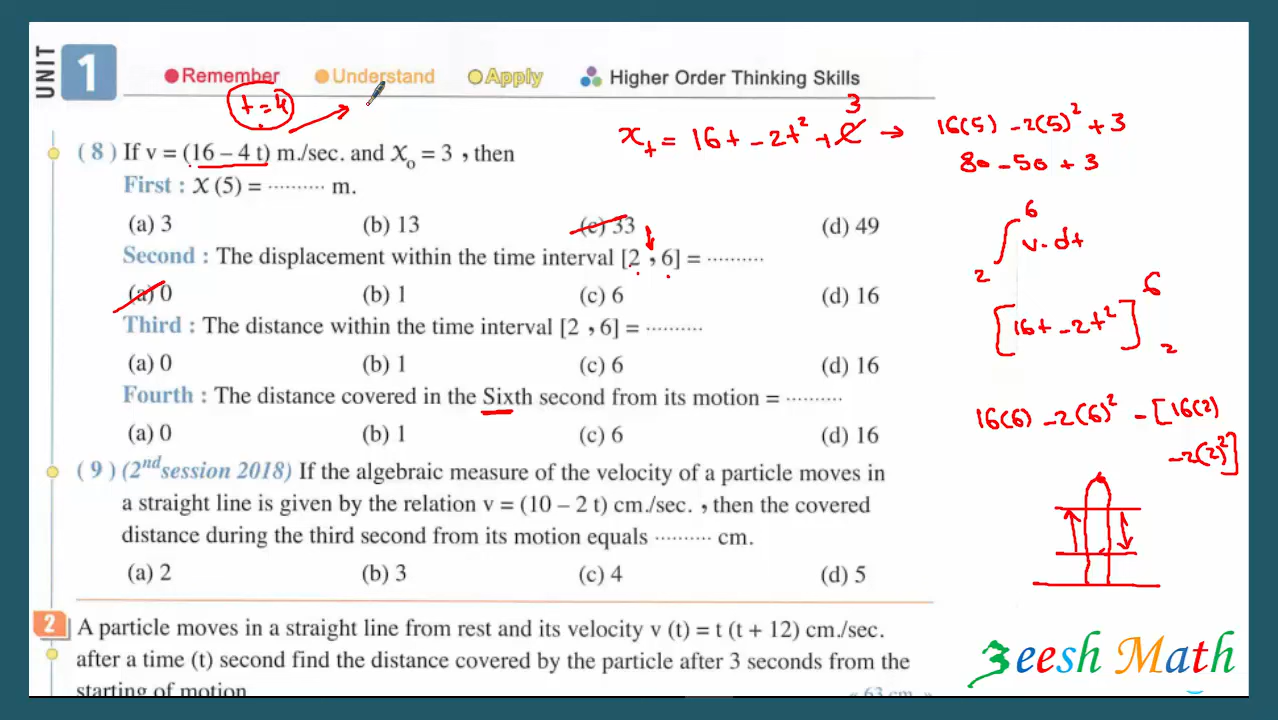 UNIT 1
Remember Understand Apply Higher Order Thinking Skills
t = 4
x_t = 16t - 2t² + c 3 → 16(5) - 2(5)² + 3
80 - 50 + 3
(8) If v = (16 – 4 t) m./sec. and X₀ = 3 , then
First : X (5) = ·········· m.
(a) 3 (b) 13 (c) 33 (d) 49
Second : The displacement within the time interval [2 , 6] = ··········
(a) 0 (b) 1 (c) 6 (d) 16
Third : The distance within the time interval [2 , 6] = ··········
(a) 0 (b) 1 (c) 6 (d) 16
Fourth : The distance covered in the Sixth second from its motion = ··········
(a) 0 (b) 1 (c) 6 (d) 16
∫₂⁶ v·dt
[16t - 2t²]₂⁶
16(6) - 2(6)² - [16(2)
- 2(2)²]
(9) (2nd session 2018) If the algebraic measure of the velocity of a particle moves in
a straight line is given by the relation v = (10 – 2 t) cm./sec. , then the covered
distance during the third second from its motion equals ·········· cm.
(a) 2 (b) 3 (c) 4 (d) 5
2 A particle moves in a straight line from rest and its velocity v (t) = t (t + 12) cm./sec.
after a time (t) second find the distance covered by the particle after 3 seconds from the
starting of motion. « 63 cm. »
3eesh Math